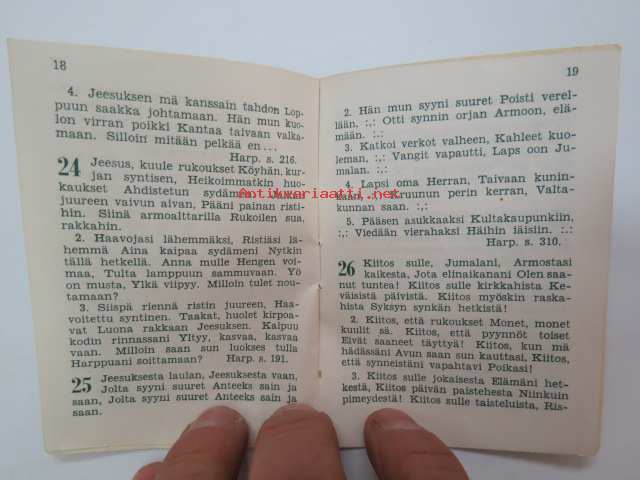 18
4. Jeesuksen mä kanssain tahdon Lop-
puun saakka johtamaan. Hän mun kuo-
lon virran poikki Kantaa taivaan valka-
maan. Silloin mitään pelkää en...
Harp. s. 216.
24 Jeesus, kuule rukoukset Köyhän, kur-
jan syntisen, Heikoimmatkin huo-
kaukset Ahdistetun sydämen.
juureen vaivun aivan, Pääni painan risti-
hin. Siinä armoalttarilla Rukoilen sua,
rakkahin.
2. Haavojasi lähemmäksi, Ristiäsi lä-
hemmä Aina kaipaa sydämeni Nytkin
tällä hetkellä. Anna mulle Hengen voi-
maa, Tulta lamppuun sammuvaan. Yö
on musta, Ylkä viipyy, Milloin tulet nou-
tamaan?
3. Siispä riennä ristin juureen, Haa-
voitettu syntinen. Taakat, huolet kirpoa-
vat Luona rakkaan Jeesuksen. Kaipuu
kodin rinnassani Yltyy, kasvaa, kasvaa
vaan. Milloin saan sun luokses tulla
Harppuani soittamaan? Harp. s. 191.
25 Jeesuksesta laulan, Jeesuksesta vaan,
Jolta syyni suuret Anteeks sain ja
saan, Jolta syyni suuret Anteeks sain ja
saan.
19
2. Hän mun syyni suuret Poisti verel-
lään, :,: Otti synnin orjan Armoon, elä-
mään. :,:
3. Katkoi verkot valheen, Kahleet kuo-
leman, :,: Vangit vapautti, Laps oon Ju-
malan. :,:
4. Lapsi oma Herran, Taivaan kunin-
kaan, :,: Kruunun perin kerran, Valta-
kunnan saan. :,:
5. Pääsen asukkaaksi Kultakaupunkiin,
:,: Viedään vierahaksi Häihin iäisiin. :,:
Harp. s. 310.
26 Kiitos sulle, Jumalani, Armostasi
kaikesta, Jota elinaikanani Olen saa-
nut tuntea! Kiitos sulle kirkkahista Ke-
väisistä päivistä. Kiitos myöskin raska-
hista Syksyn synkän hetkistä!
2. Kiitos, että rukoukset Monet, monet
kuulit sä. Kiitos, että pyynnöt toiset
Eivät saaneet täyttyä! Kiitos, kun mä
hädässäni Avun saan sun kauttasi, Kiitos,
että synneistäni vapahtavi Poikasi!
3. Kiitos sulle jokaisesta Elämäni het-
kestä, Kiitos päivän paistehesta Niinkuin
pimeydestä! Kiitos sulle taisteluista, Ris-
Antikvariaatti.net